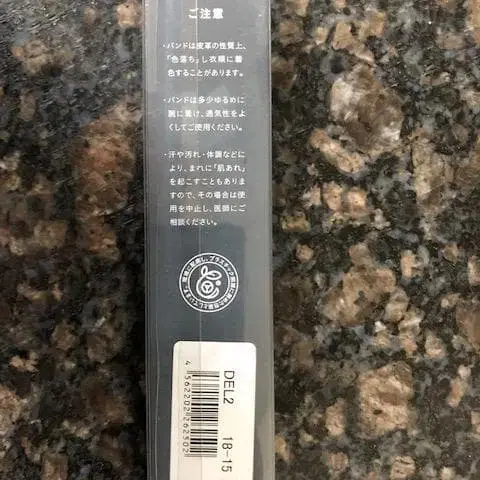 ご注意
・バンドは皮革の性質上、
「色落ち」し衣類に着
色することがあります。
・バンドは多少ゆるめに
腕に着け、通気性をよ
くしてご使用ください。
・汗や汚れ・体調などに
より、まれに「肌あれ」
を起こすこともありま
すので、その場合は使
用を中止し、医師にご
相談ください。
DEL2 18-15
4562202262502